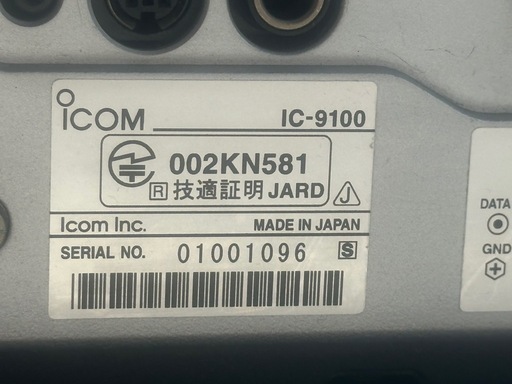 ICOM IC-9100
002KN581
R 技適証明 JARD J
Icom Inc. MADE IN JAPAN
SERIAL NO. 01001096 S
DATA
GND